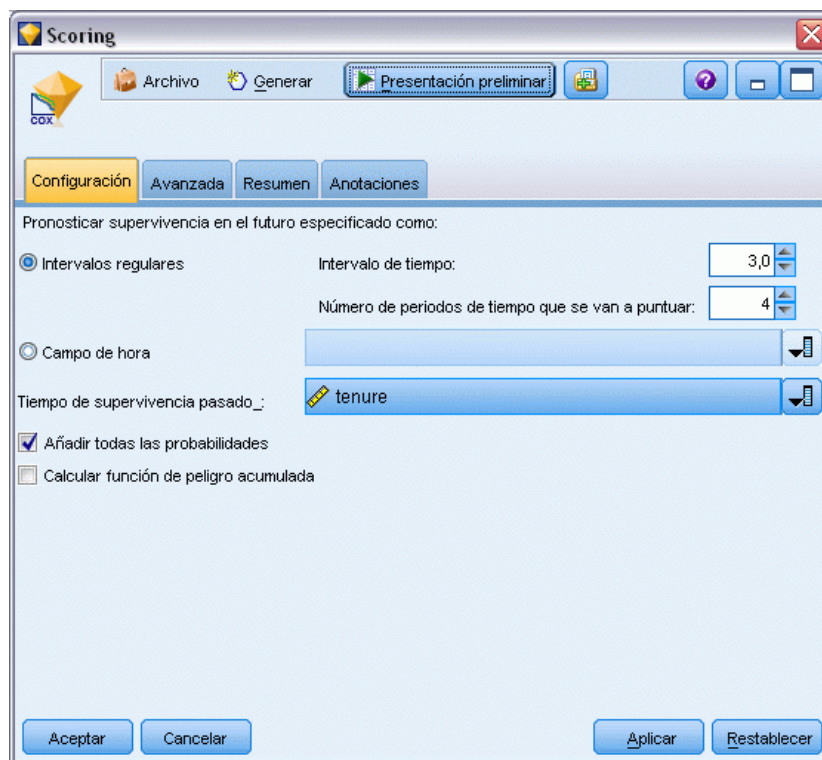 Scoring
Archivo Generar Presentación preliminar
COX
Configuración Avanzada Resumen Anotaciones
Pronosticar supervivencia en el futuro especificado como:
Intervalos regulares Intervalo de tiempo: 3,0
Número de periodos de tiempo que se van a puntuar: 4
Campo de hora
Tiempo de supervivencia pasado_: tenure
Añadir todas las probabilidades
Calcular función de peligro acumulada
Aceptar Cancelar Aplicar Restablecer